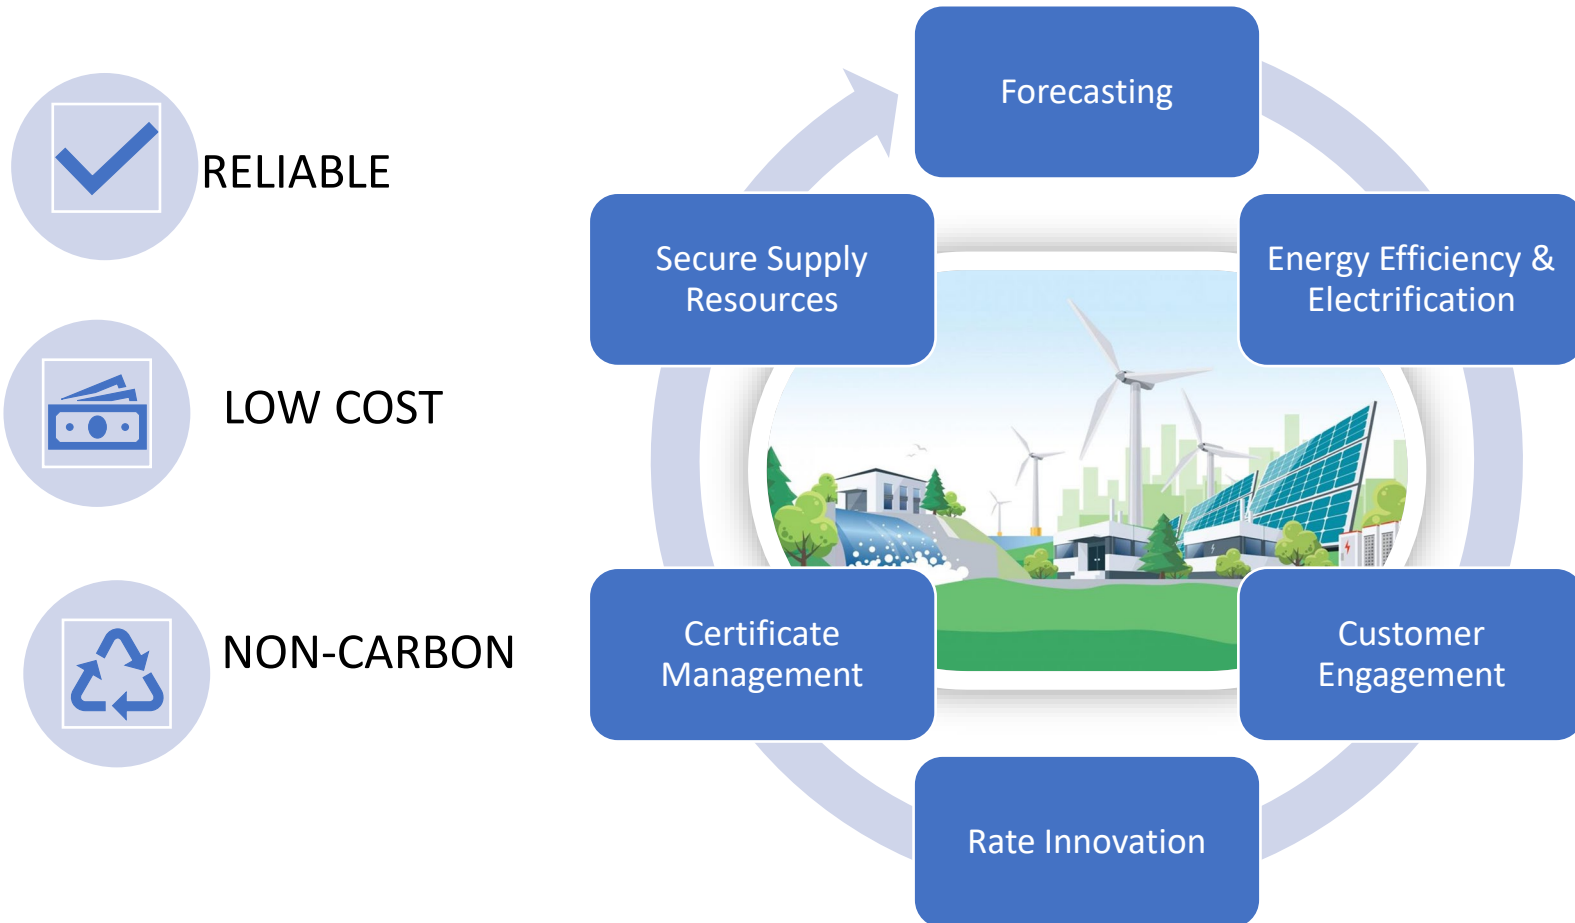 RELIABLE
LOW COST
NON-CARBON
Forecasting
Energy Efficiency &
Electrification
Customer
Engagement
Rate Innovation
Certificate
Management
Secure Supply
Resources